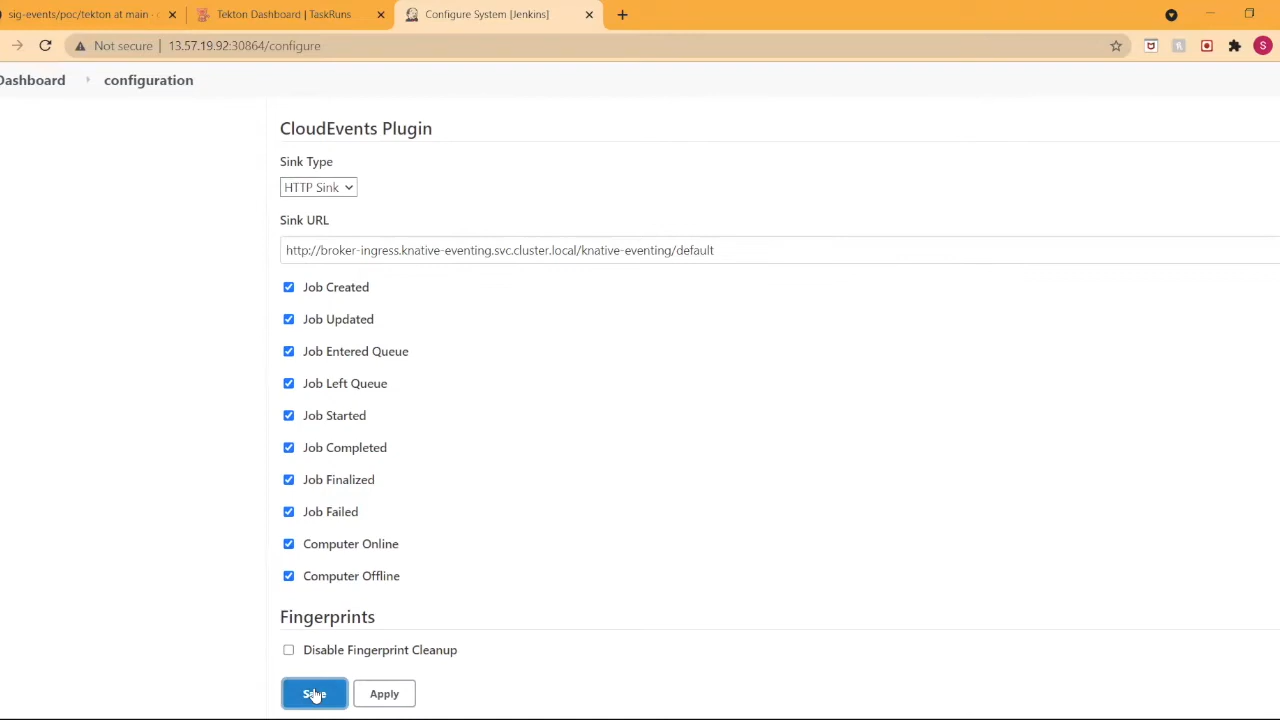 sig-events/poc/tekton at main ·
Tekton Dashboard | TaskRuns
Configure System [Jenkins]
Not secure | 13.57.19.92:30864/configure
S
Dashboard
configuration
CloudEvents Plugin
Sink Type
HTTP Sink
Sink URL
http://broker-ingress.knative-eventing.svc.cluster.local/knative-eventing/default
Job Created
Job Updated
Job Entered Queue
Job Left Queue
Job Started
Job Completed
Job Finalized
Job Failed
Computer Online
Computer Offline
Fingerprints
Disable Fingerprint Cleanup
Save Apply